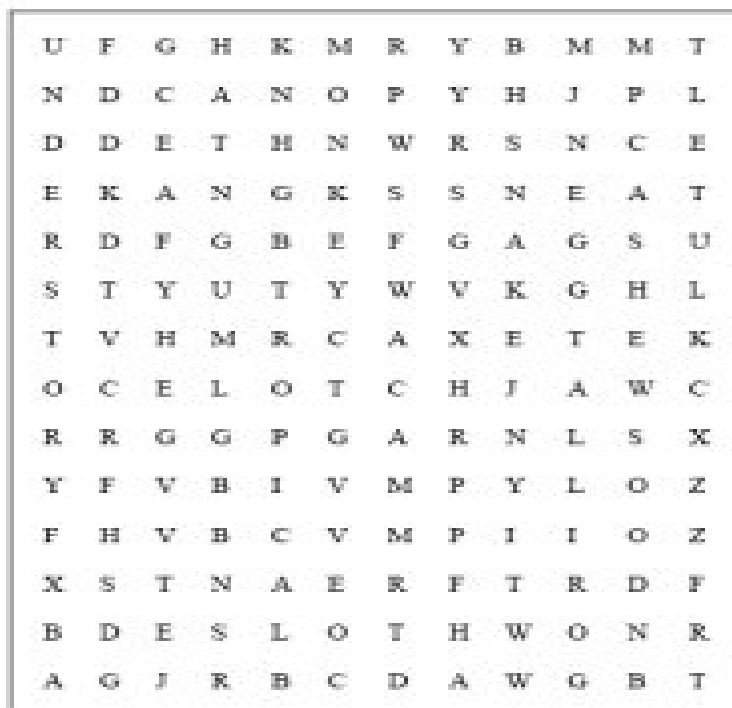 U F G H K M R Y B M M T
N D C A N O P Y H J P L
D D E T H N W R S N C E
E K A N G K S S N E A T
R D F G B E F G A G S U
S T Y U T Y W V K G H L
T V H M R C A X E T E K
O C E L O T C H J A W C
R R G G P G A R N L S X
Y F V B I V M P Y L O Z
F H V B C V M P I I O Z
X S T N A E R F T R D F
B D E S L O T H W O N R
A G J R B C D A W G B T